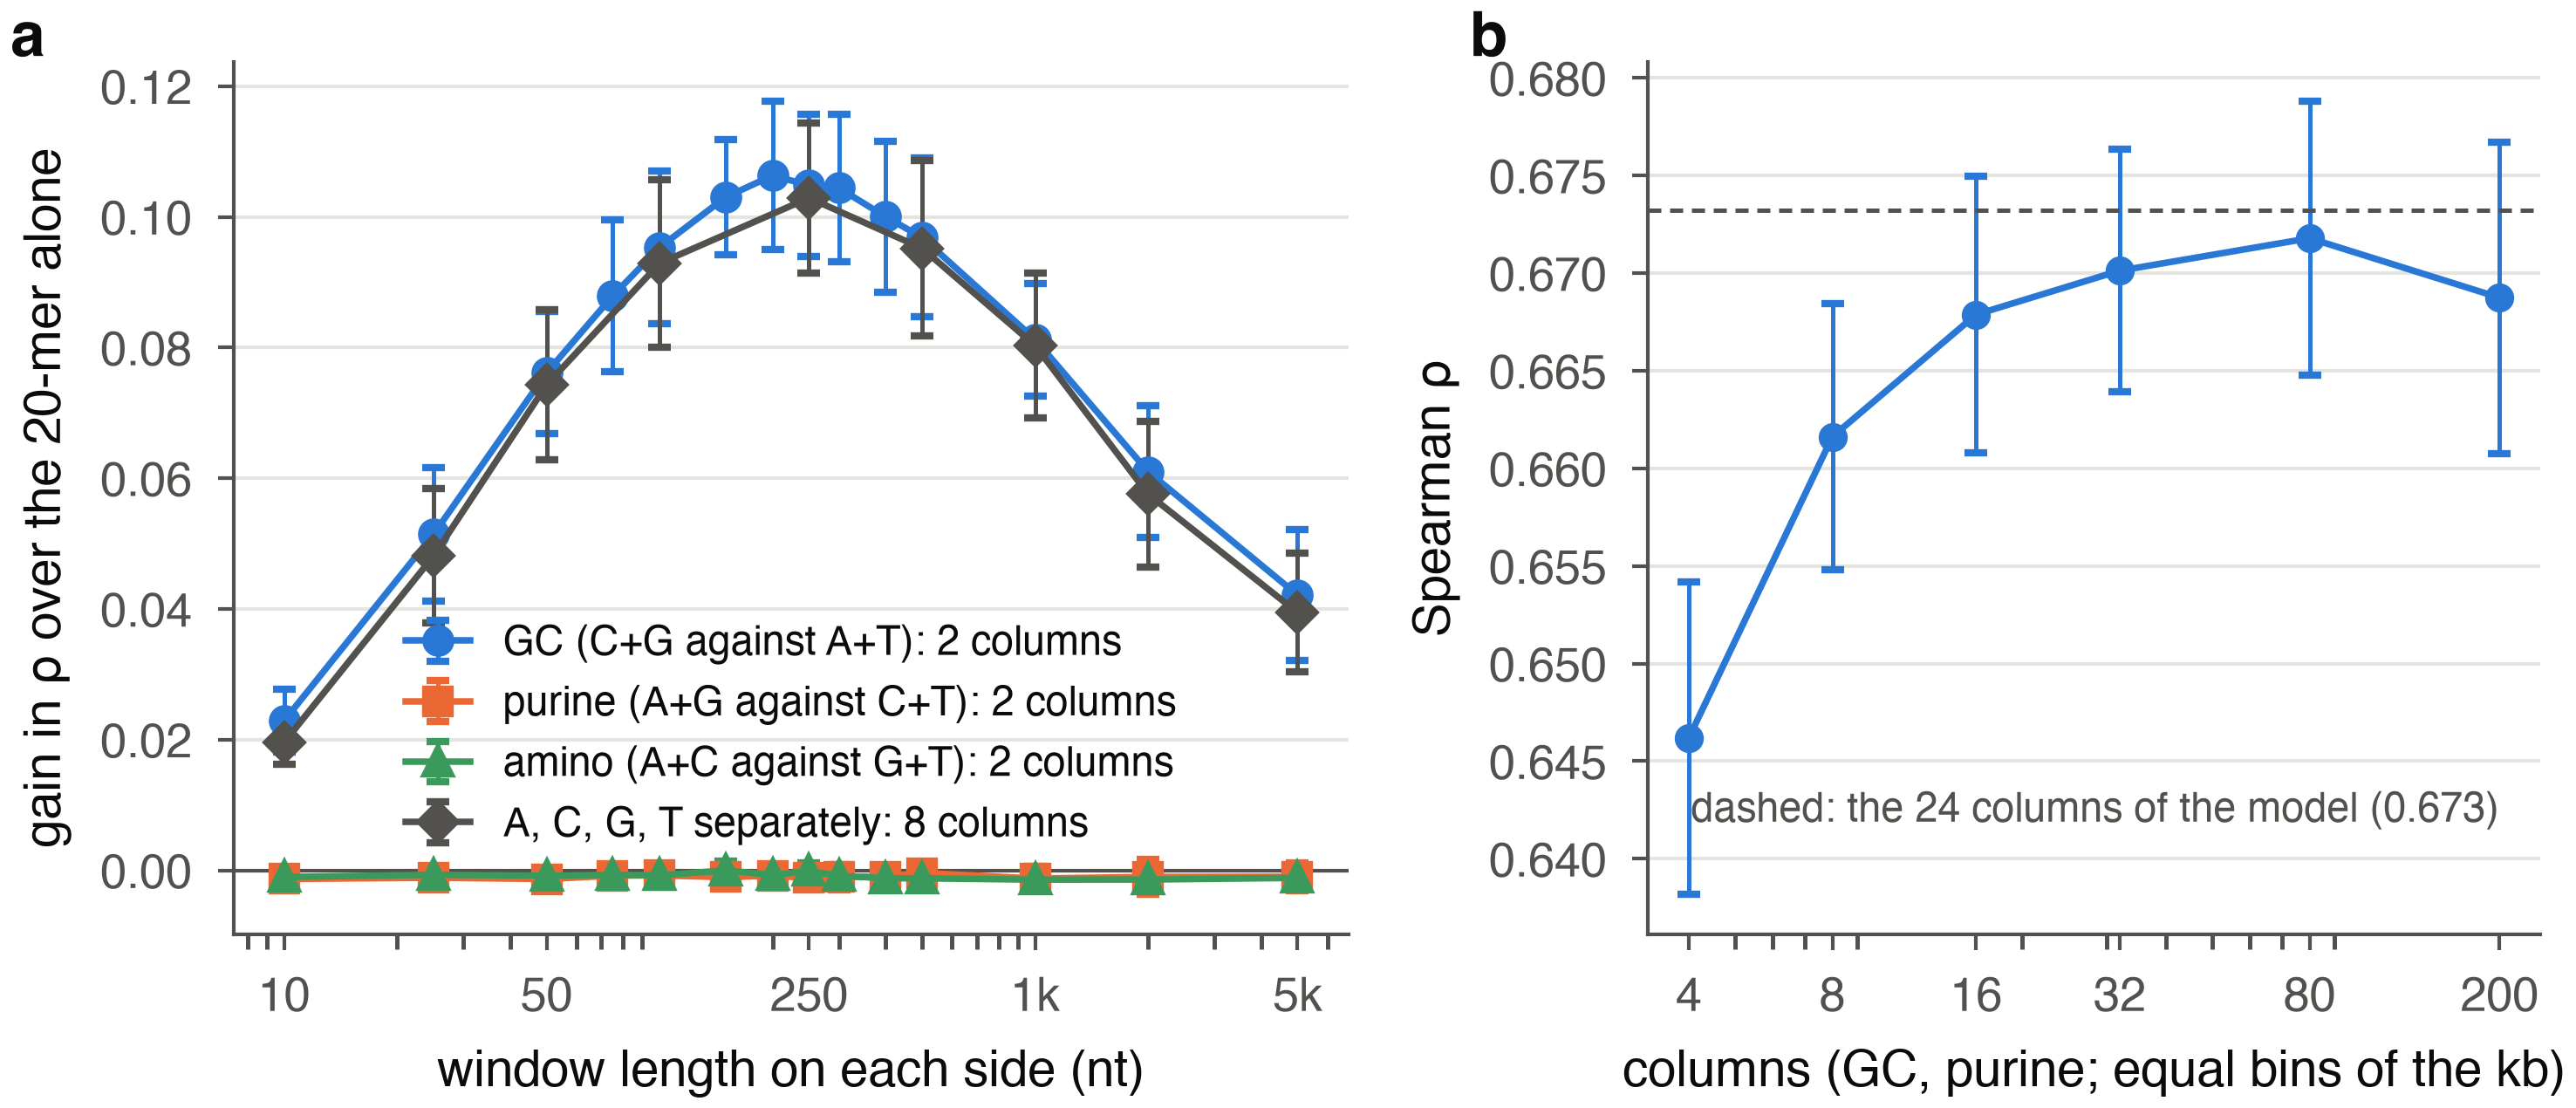 a
gain in ρ over the 20-mer alone
0.12
0.10
0.08
0.06
0.04
0.02
0.00
GC (C+G against A+T): 2 columns
purine (A+G against C+T): 2 columns
amino (A+C against G+T): 2 columns
A, C, G, T separately: 8 columns
10 50 250 1k 5k
window length on each side (nt)
b
Spearman ρ
0.680
0.675
0.670
0.665
0.660
0.655
0.650
0.645
0.640
dashed: the 24 columns of the model (0.673)
4 8 16 32 80 200
columns (GC, purine; equal bins of the kb)